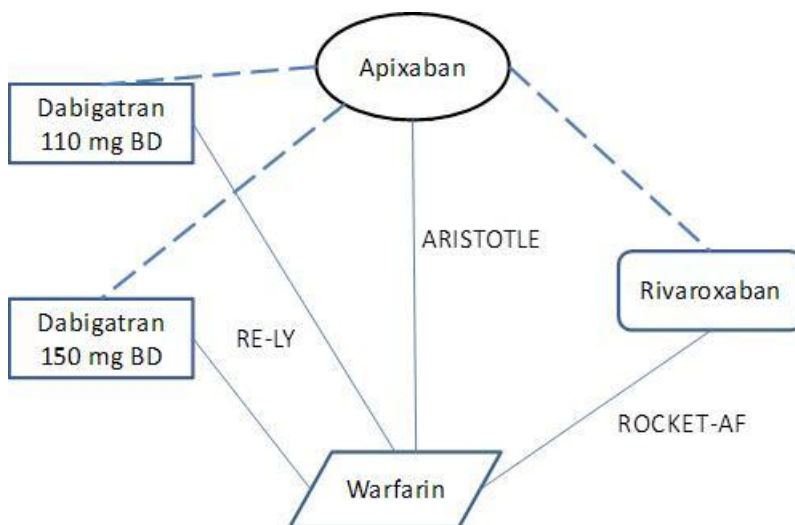 Apixaban
Dabigatran
110 mg BD
ARISTOTLE
Rivaroxaban
Dabigatran
150 mg BD
RE-LY
ROCKET-AF
Warfarin